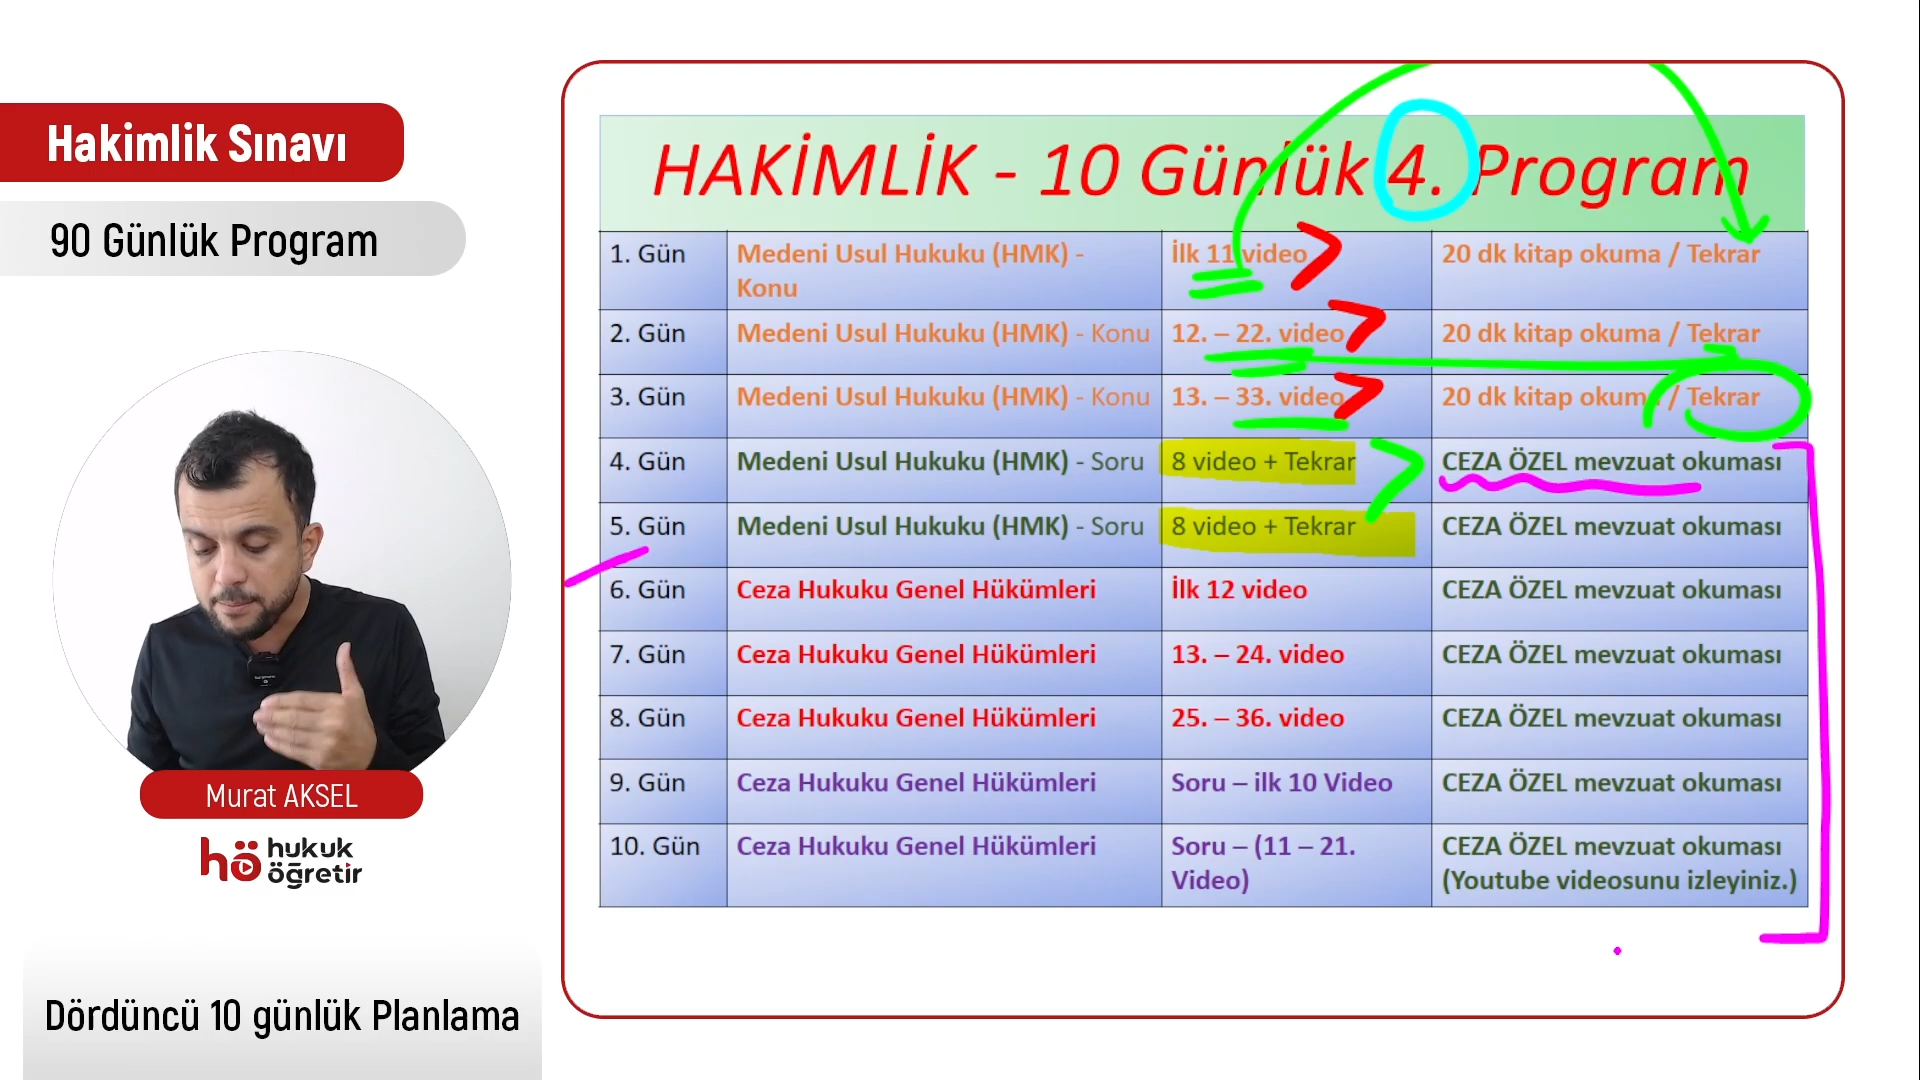 Hakimlik Sınavı
90 Günlük Program
Murat AKSEL
hö hukuk
öğretir
Dördüncü 10 günlük Planlama
HAKİMLİK - 10 Günlük 4. Program
1. Gün Medeni Usul Hukuku (HMK) - İlk 11 video 20 dk kitap okuma / Tekrar
Konu
2. Gün Medeni Usul Hukuku (HMK) - Konu 12. – 22. video 20 dk kitap okuma / Tekrar
3. Gün Medeni Usul Hukuku (HMK) - Konu 13. – 33. video 20 dk kitap okuma / Tekrar
4. Gün Medeni Usul Hukuku (HMK) - Soru 8 video + Tekrar CEZA ÖZEL mevzuat okuması
5. Gün Medeni Usul Hukuku (HMK) - Soru 8 video + Tekrar CEZA ÖZEL mevzuat okuması
6. Gün Ceza Hukuku Genel Hükümleri İlk 12 video CEZA ÖZEL mevzuat okuması
7. Gün Ceza Hukuku Genel Hükümleri 13. – 24. video CEZA ÖZEL mevzuat okuması
8. Gün Ceza Hukuku Genel Hükümleri 25. – 36. video CEZA ÖZEL mevzuat okuması
9. Gün Ceza Hukuku Genel Hükümleri Soru – ilk 10 Video CEZA ÖZEL mevzuat okuması
10. Gün Ceza Hukuku Genel Hükümleri Soru – (11 – 21. CEZA ÖZEL mevzuat okuması
Video) (Youtube videosunu izleyiniz.)